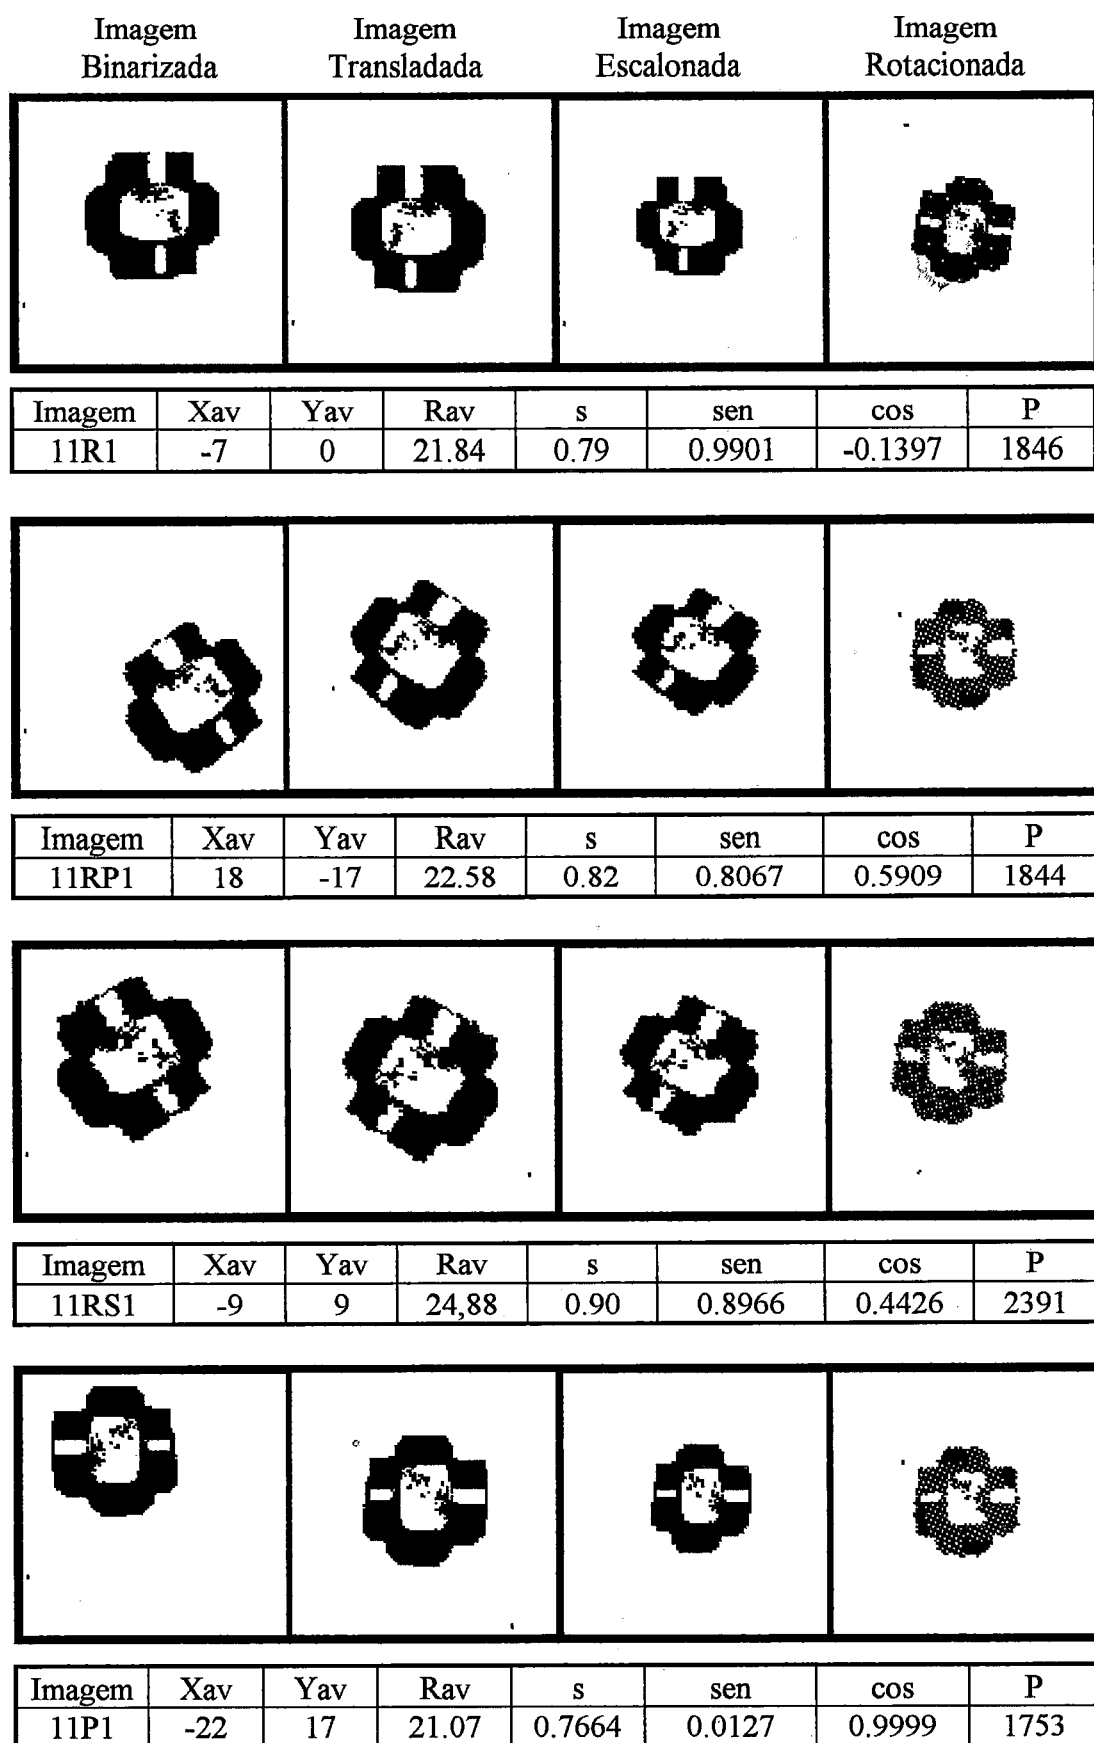 Imagem Imagem Imagem Imagem
Binarizada Transladada Escalonada Rotacionada
Imagem Xav Yav Rav s sen cos P
11R1 -7 0 21.84 0.79 0.9901 -0.1397 1846
Imagem Xav Yav Rav s sen cos P
11RP1 18 -17 22.58 0.82 0.8067 0.5909 1844
Imagem Xav Yav Rav s sen cos P
11RS1 -9 9 24,88 0.90 0.8966 0.4426 2391
Imagem Xav Yav Rav s sen cos P
11P1 -22 17 21.07 0.7664 0.0127 0.9999 1753